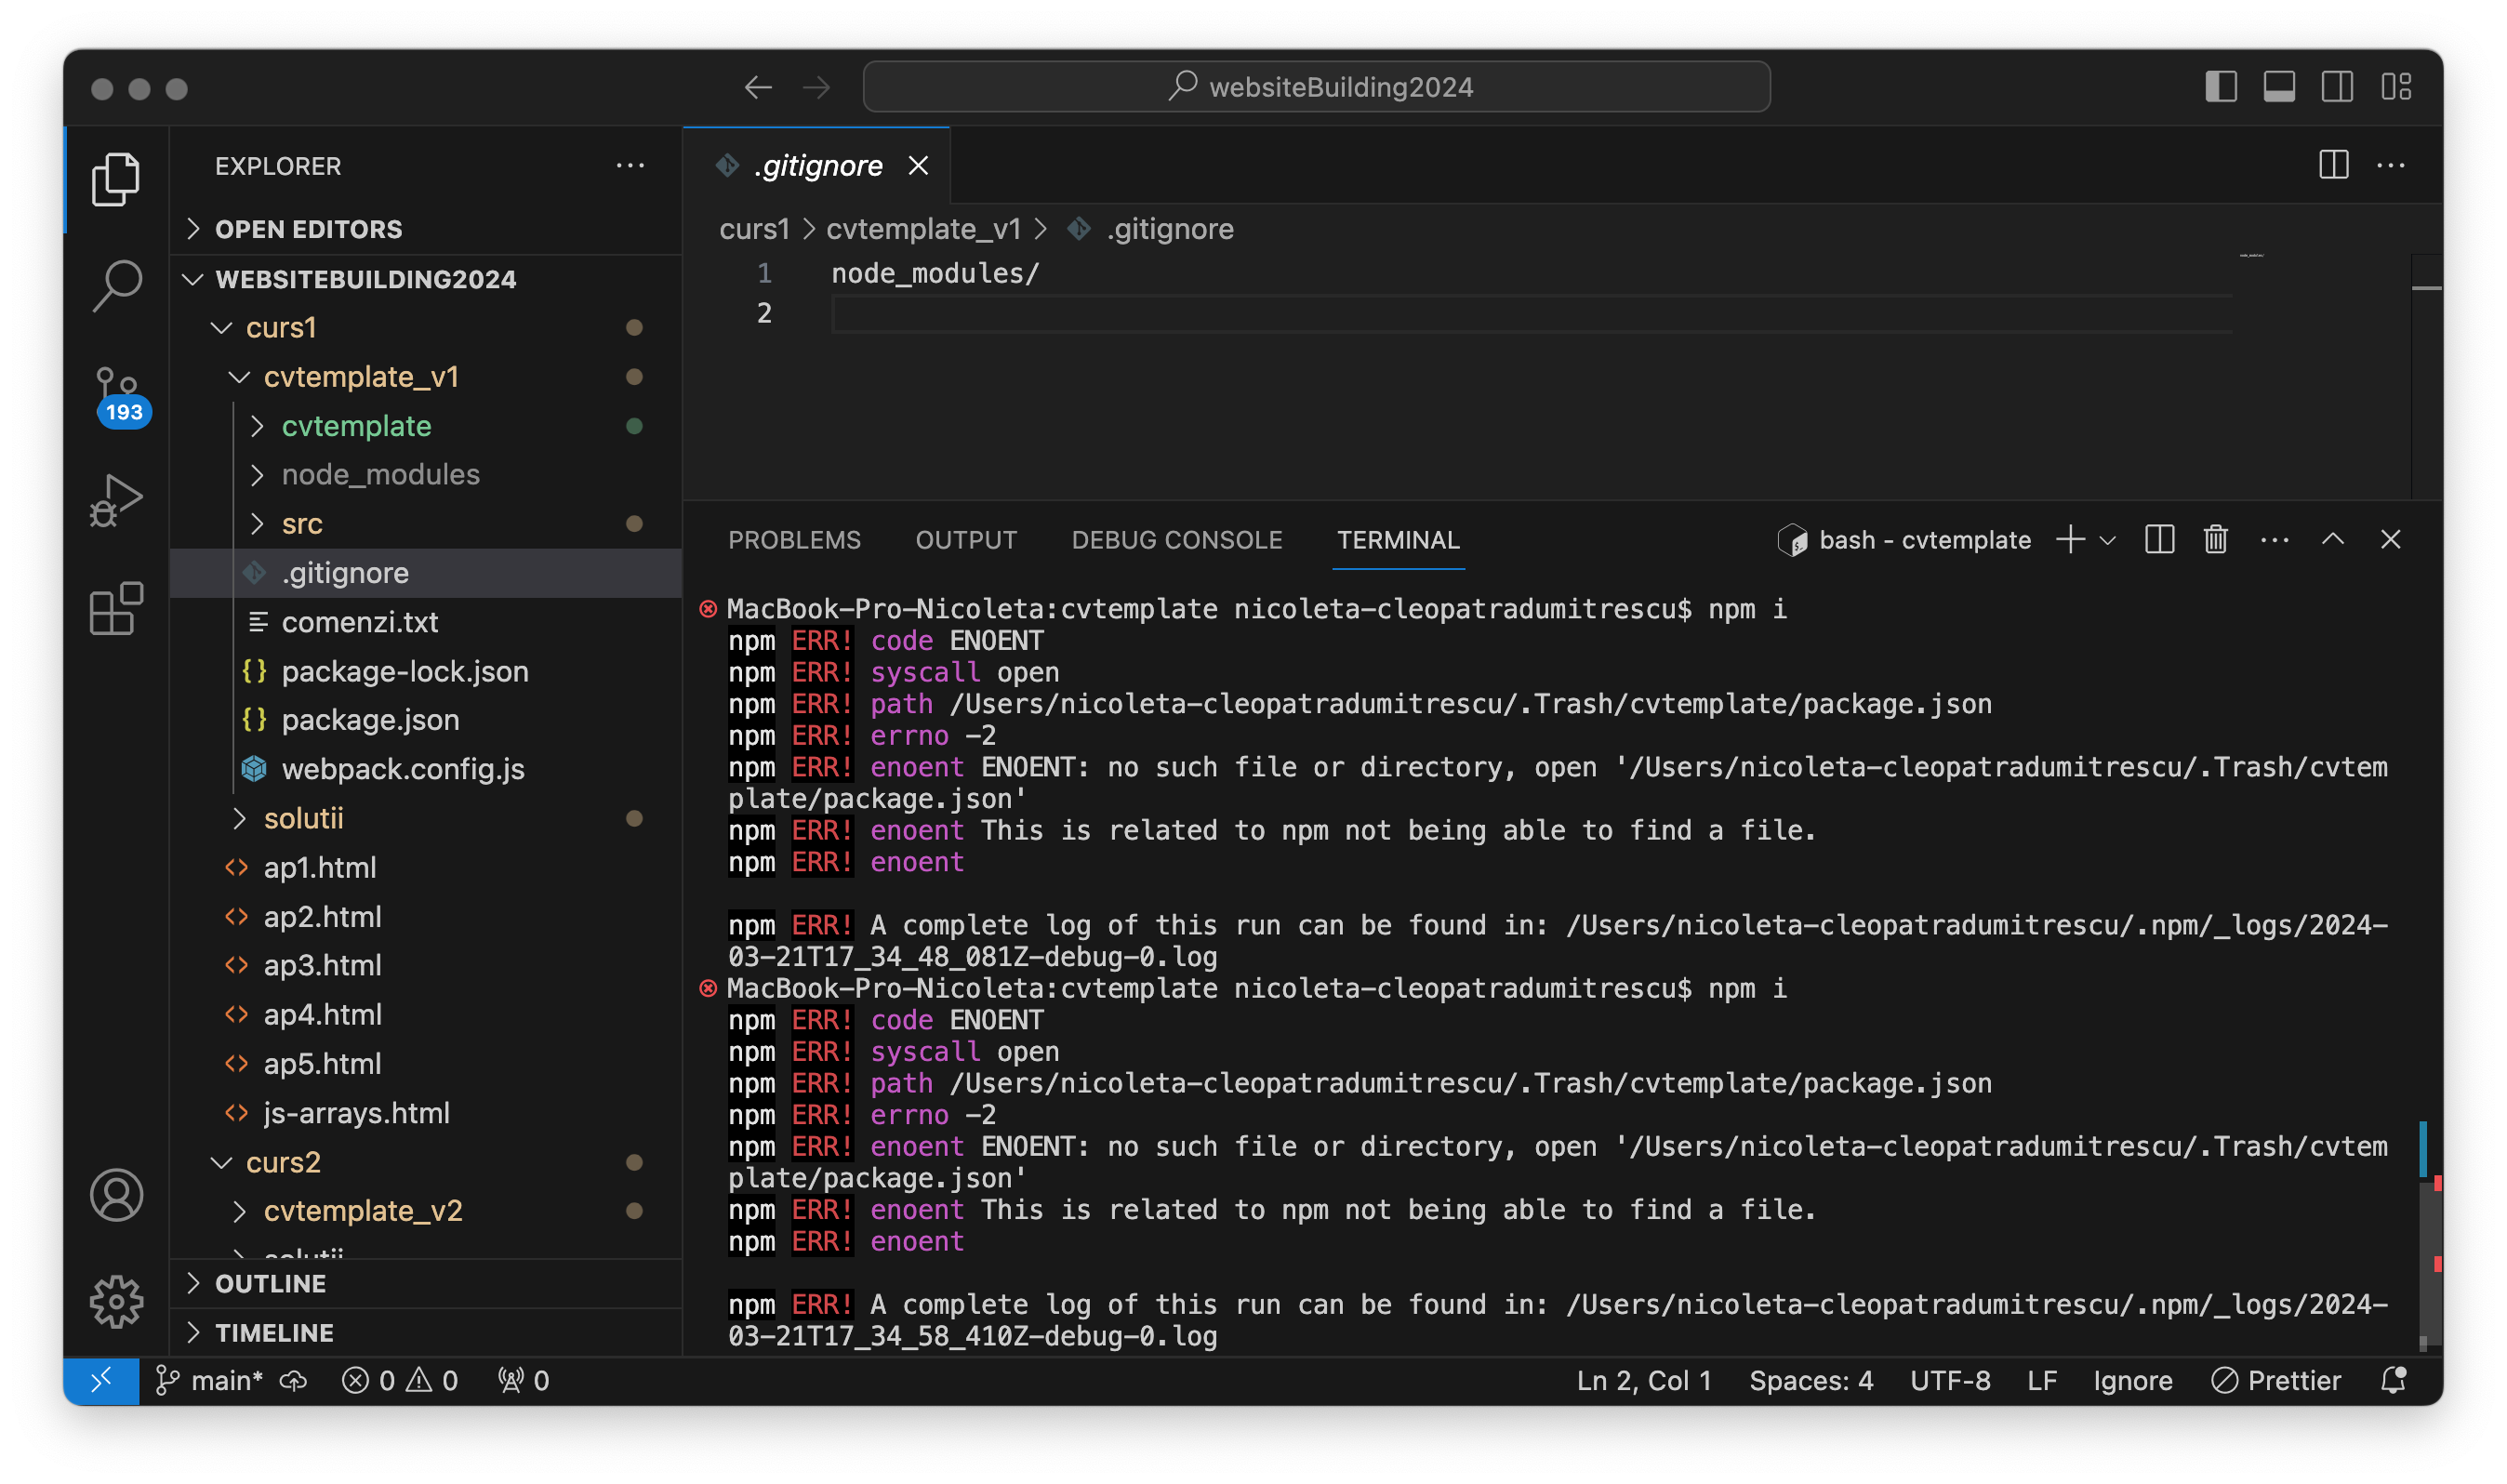 websiteBuilding2024
EXPLORER
OPEN EDITORS
WEBSITEBUILDING2024
curs1
cvtemplate_v1
cvtemplate
node_modules
src
.gitignore
comenzi.txt
package-lock.json
package.json
webpack.config.js
solutii
ap1.html
ap2.html
ap3.html
ap4.html
ap5.html
js-arrays.html
curs2
cvtemplate_v2
solutii
OUTLINE
TIMELINE
193
.gitignore
curs1 > cvtemplate_v1 > .gitignore
1 node_modules/
2
PROBLEMS OUTPUT DEBUG CONSOLE TERMINAL bash - cvtemplate
MacBook-Pro-Nicoleta:cvtemplate nicoleta-cleopatradumitrescu$ npm i
npm ERR! code ENOENT
npm ERR! syscall open
npm ERR! path /Users/nicoleta-cleopatradumitrescu/.Trash/cvtemplate/package.json
npm ERR! errno -2
npm ERR! enoent ENOENT: no such file or directory, open '/Users/nicoleta-cleopatradumitrescu/.Trash/cvtem
plate/package.json'
npm ERR! enoent This is related to npm not being able to find a file.
npm ERR! enoent
npm ERR! A complete log of this run can be found in: /Users/nicoleta-cleopatradumitrescu/.npm/_logs/2024-
03-21T17_34_48_081Z-debug-0.log
MacBook-Pro-Nicoleta:cvtemplate nicoleta-cleopatradumitrescu$ npm i
npm ERR! code ENOENT
npm ERR! syscall open
npm ERR! path /Users/nicoleta-cleopatradumitrescu/.Trash/cvtemplate/package.json
npm ERR! errno -2
npm ERR! enoent ENOENT: no such file or directory, open '/Users/nicoleta-cleopatradumitrescu/.Trash/cvtem
plate/package.json'
npm ERR! enoent This is related to npm not being able to find a file.
npm ERR! enoent
npm ERR! A complete log of this run can be found in: /Users/nicoleta-cleopatradumitrescu/.npm/_logs/2024-
03-21T17_34_58_410Z-debug-0.log
main* 0 0 0 Ln 2, Col 1 Spaces: 4 UTF-8 LF Ignore Prettier